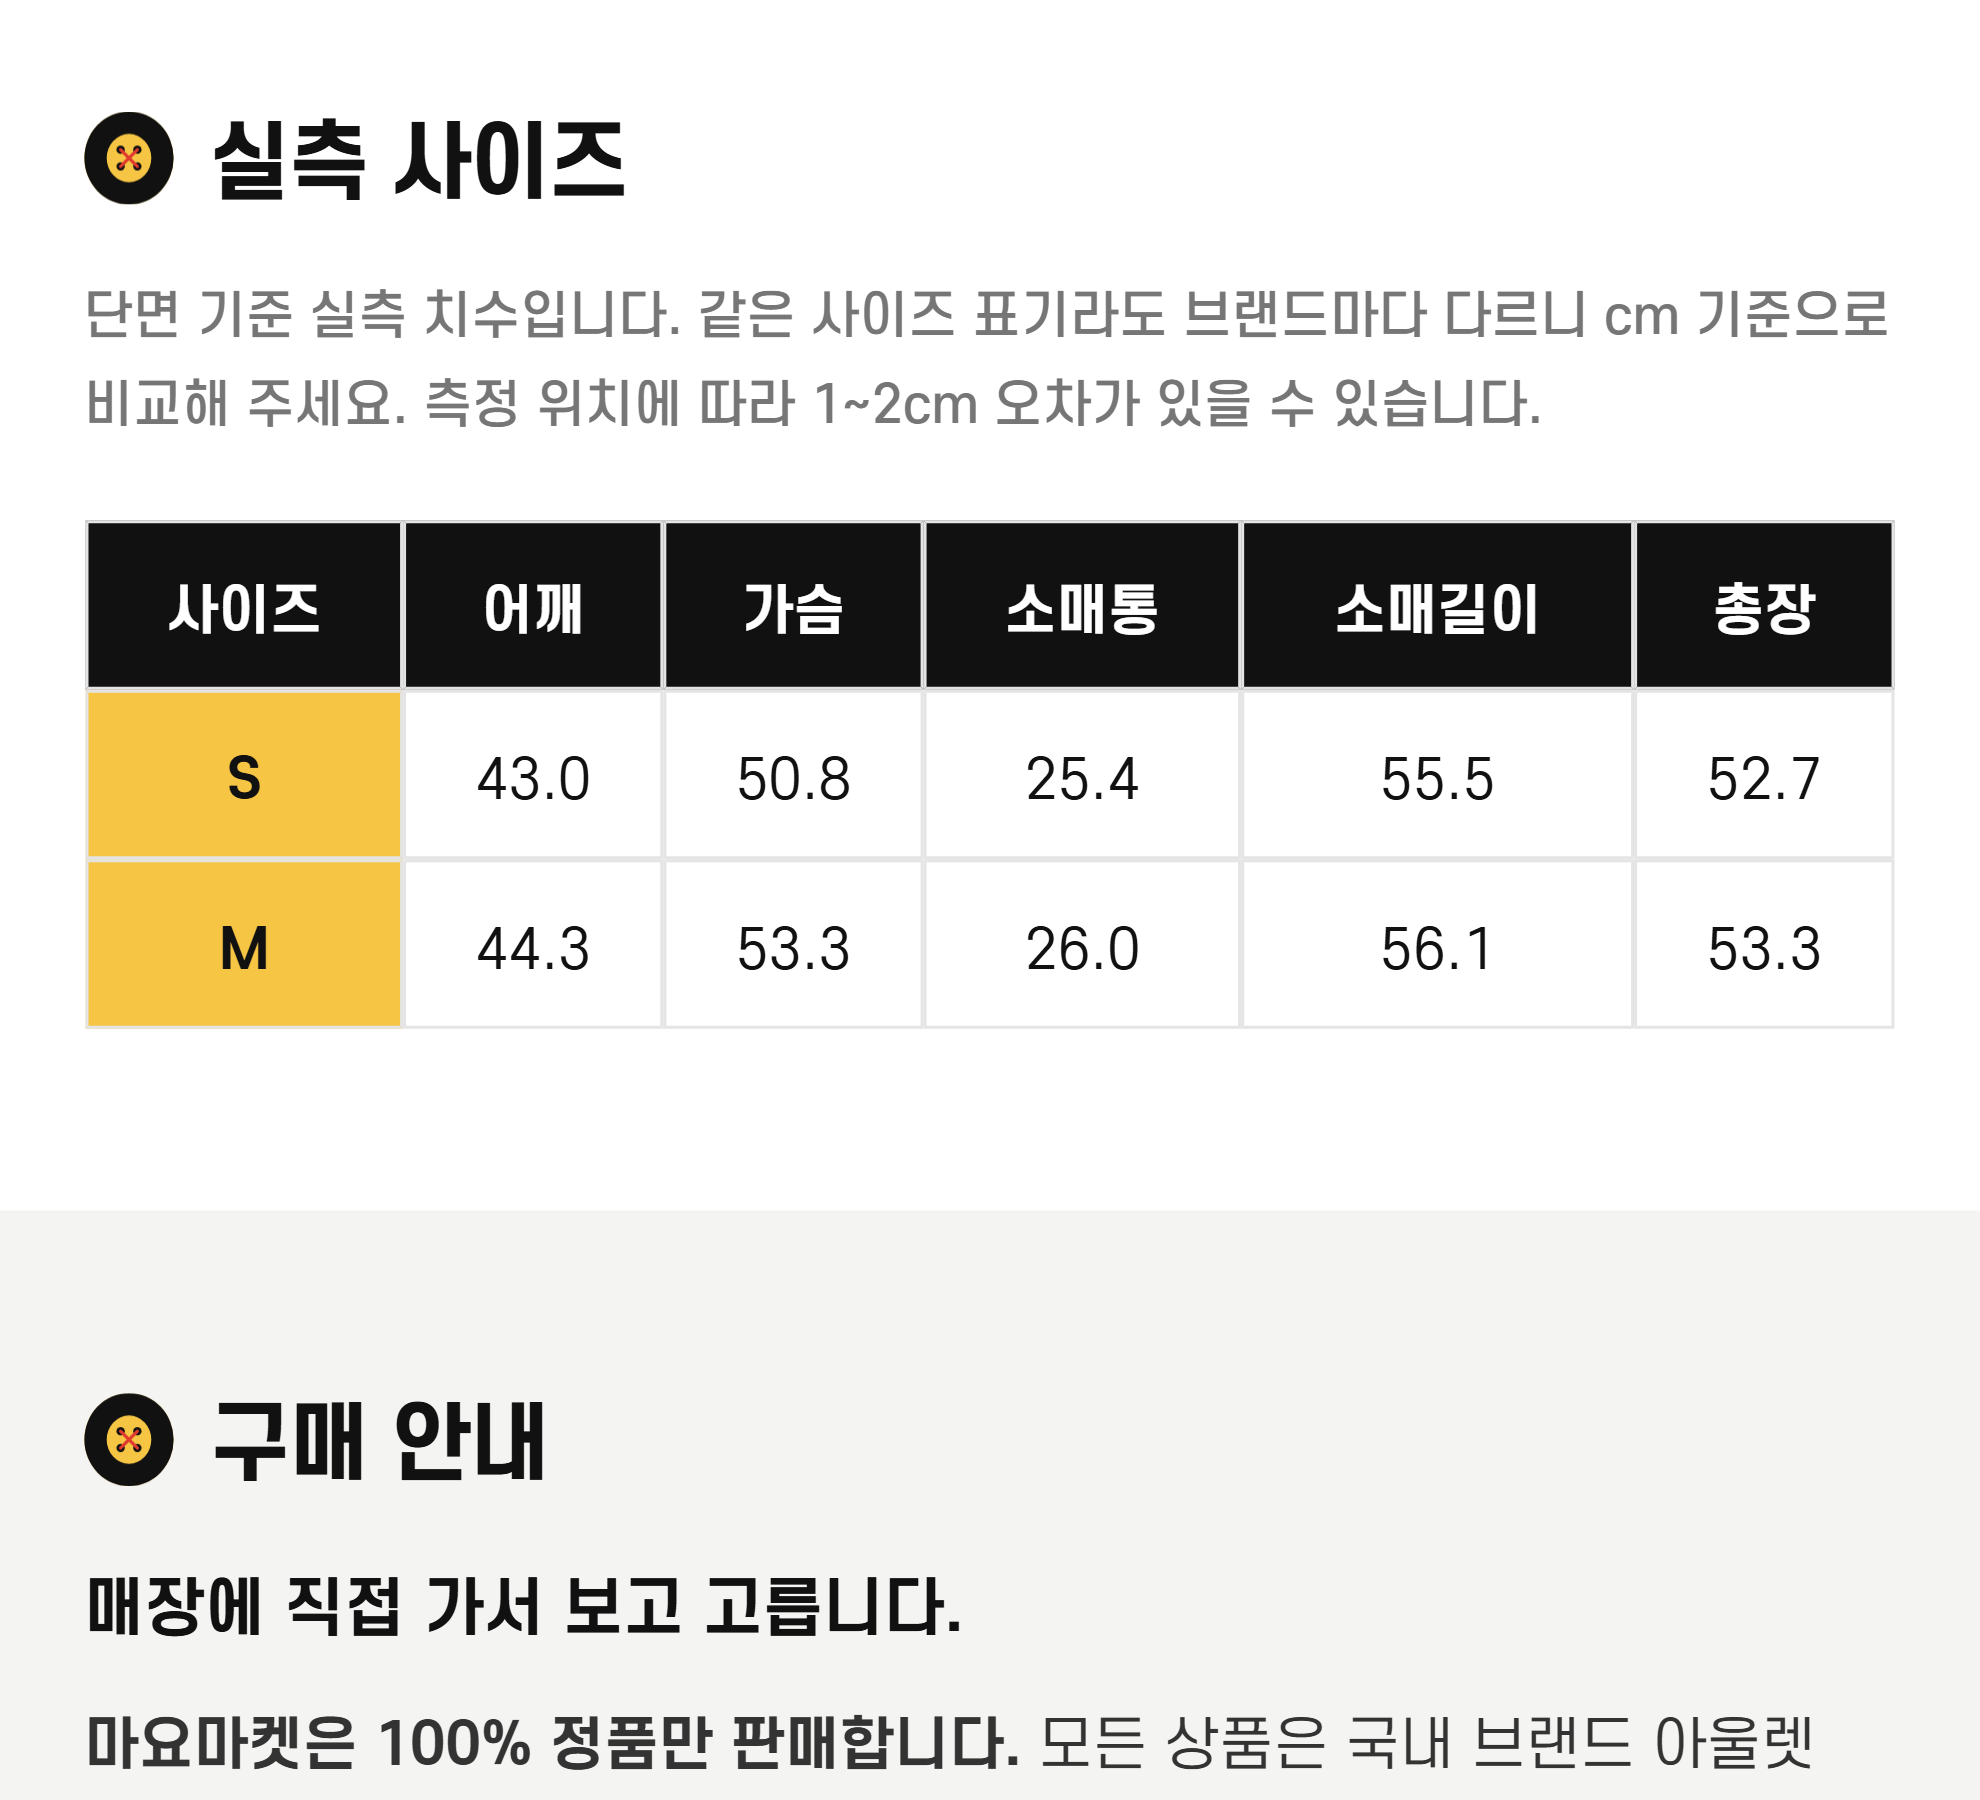 실측 사이즈
단면 기준 실측 치수입니다. 같은 사이즈 표기라도 브랜드마다 다르니 cm 기준으로
비교해 주세요. 측정 위치에 따라 1~2cm 오차가 있을 수 있습니다.
사이즈 어깨 가슴 소매통 소매길이 총장
S 43.0 50.8 25.4 55.5 52.7
M 44.3 53.3 26.0 56.1 53.3
구매 안내
매장에 직접 가서 보고 고릅니다.
마요마켓은 100% 정품만 판매합니다. 모든 상품은 국내 브랜드 아울렛